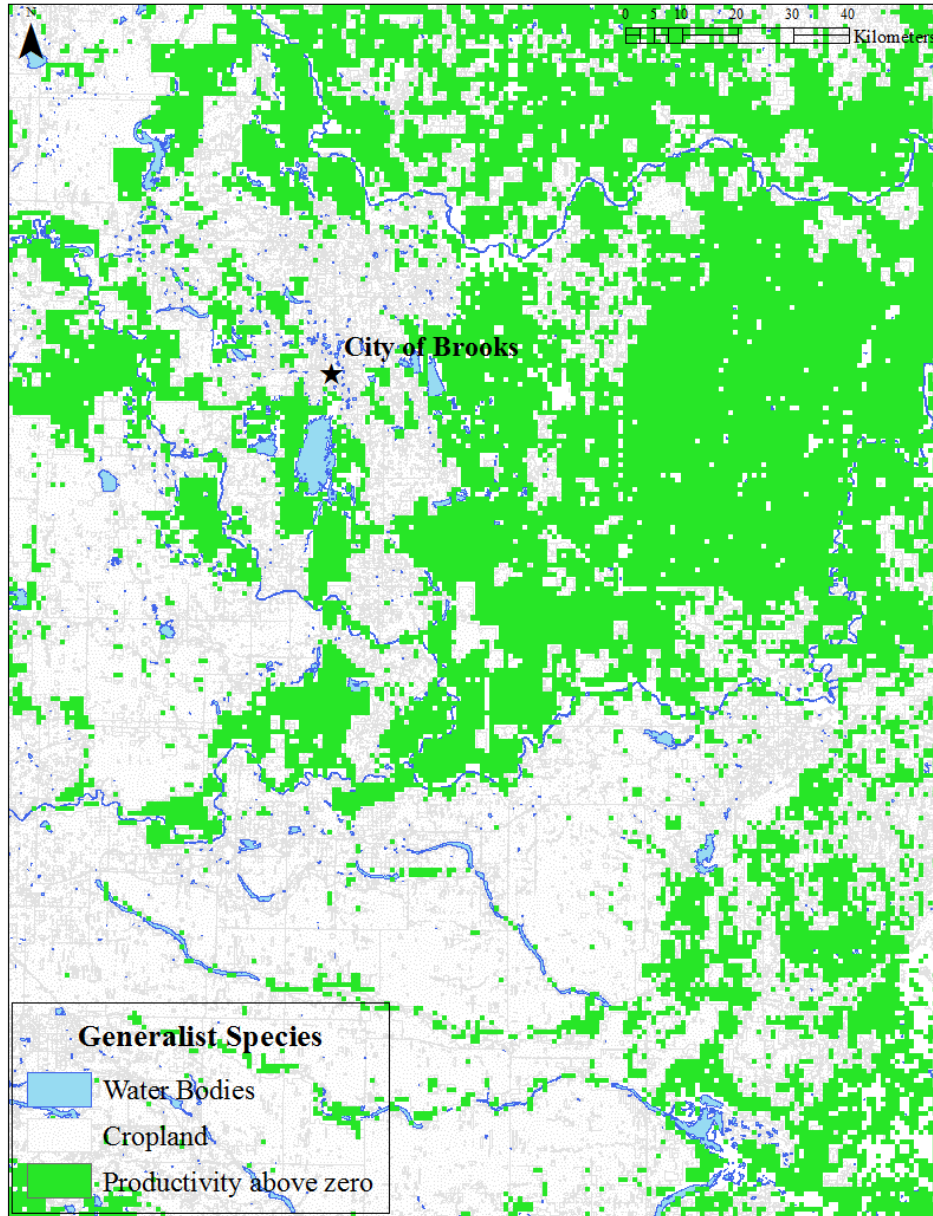 N
0 5 10 20 30 40
Kilometers
City of Brooks
Generalist Species
Water Bodies
Cropland
Productivity above zero